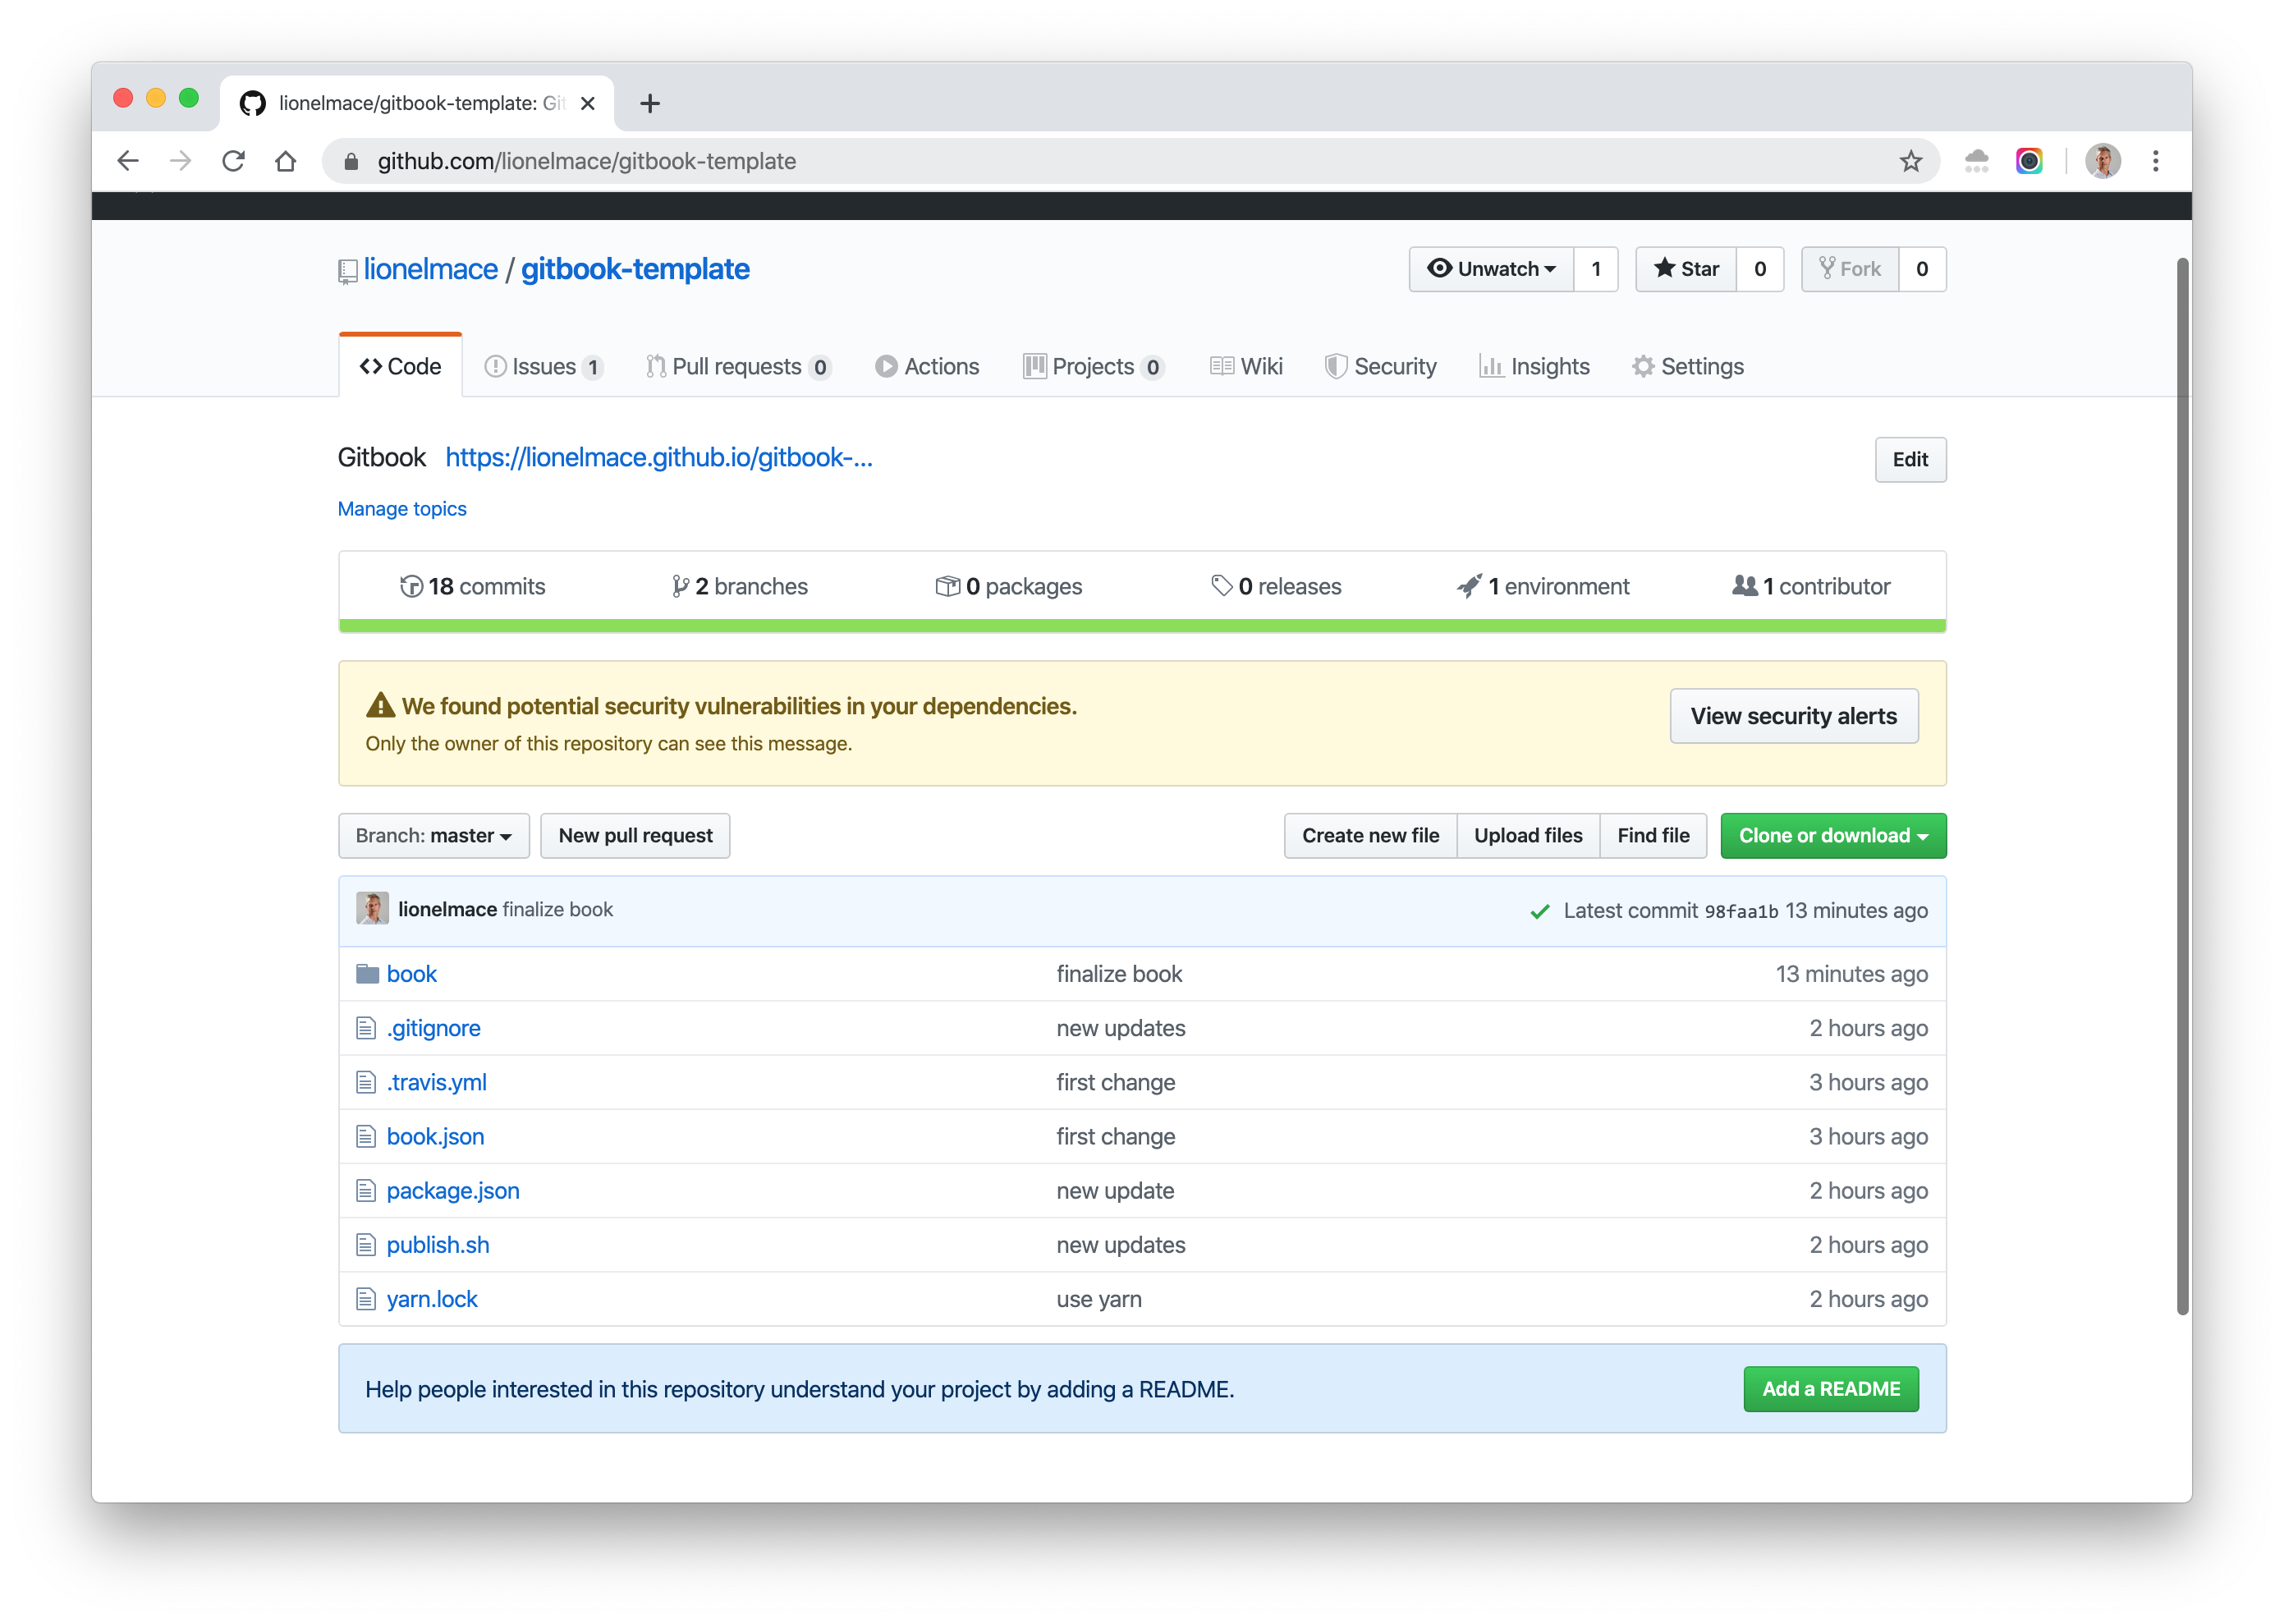 lionelmace/gitbook-template: Git
github.com/lionelmace/gitbook-template
lionelmace / gitbook-template
Unwatch 1 Star 0 Fork 0
Code Issues 1 Pull requests 0 Actions Projects 0 Wiki Security Insights Settings
Gitbook https://lionelmace.github.io/gitbook-... Edit
Manage topics
18 commits 2 branches 0 packages 0 releases 1 environment 1 contributor
We found potential security vulnerabilities in your dependencies.
Only the owner of this repository can see this message.
View security alerts
Branch: master New pull request Create new file Upload files Find file Clone or download
lionelmace finalize book Latest commit 98faa1b 13 minutes ago
book finalize book 13 minutes ago
.gitignore new updates 2 hours ago
.travis.yml first change 3 hours ago
book.json first change 3 hours ago
package.json new update 2 hours ago
publish.sh new updates 2 hours ago
yarn.lock use yarn 2 hours ago
Help people interested in this repository understand your project by adding a README. Add a README